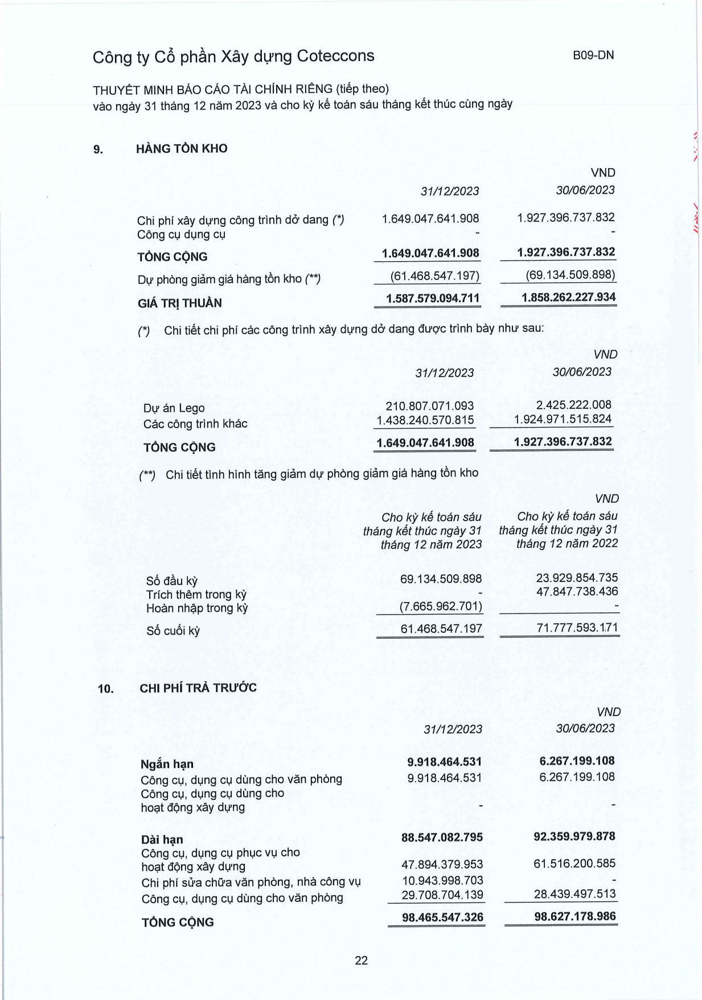 Công ty Cổ phần Xây dựng Coteccons B09-DN
THUYẾT MINH BÁO CÁO TÀI CHÍNH RIÊNG (tiếp theo)
vào ngày 31 tháng 12 năm 2023 và cho kỳ kế toán sáu tháng kết thúc cùng ngày
9. HÀNG TỒN KHO
VND
31/12/2023 30/06/2023
Chi phí xây dựng công trình dở dang (*) 1.649.047.641.908 1.927.396.737.832
Công cụ dụng cụ - -
TỔNG CỘNG 1.649.047.641.908 1.927.396.737.832
Dự phòng giảm giá hàng tồn kho (**) (61.468.547.197) (69.134.509.898)
GIÁ TRỊ THUẦN 1.587.579.094.711 1.858.262.227.934
(*) Chi tiết chi phí các công trình xây dựng dở dang được trình bày như sau:
VND
31/12/2023 30/06/2023
Dự án Lego 210.807.071.093 2.425.222.008
Các công trình khác 1.438.240.570.815 1.924.971.515.824
TỔNG CỘNG 1.649.047.641.908 1.927.396.737.832
(**) Chi tiết tình hình tăng giảm dự phòng giảm giá hàng tồn kho
VND
Cho kỳ kế toán sáu Cho kỳ kế toán sáu
tháng kết thúc ngày 31 tháng kết thúc ngày 31
tháng 12 năm 2023 tháng 12 năm 2022
Số đầu kỳ 69.134.509.898 23.929.854.735
Trích thêm trong kỳ - 47.847.738.436
Hoàn nhập trong kỳ (7.665.962.701) -
Số cuối kỳ 61.468.547.197 71.777.593.171
10. CHI PHÍ TRẢ TRƯỚC
VND
31/12/2023 30/06/2023
Ngắn hạn 9.918.464.531 6.267.199.108
Công cụ, dụng cụ dùng cho văn phòng 9.918.464.531 6.267.199.108
Công cụ, dụng cụ dùng cho
hoạt động xây dựng - -
Dài hạn 88.547.082.795 92.359.979.878
Công cụ, dụng cụ phục vụ cho
hoạt động xây dựng 47.894.379.953 61.516.200.585
Chi phí sửa chữa văn phòng, nhà công vụ 10.943.998.703 -
Công cụ, dụng cụ dùng cho văn phòng 29.708.704.139 28.439.497.513
TỔNG CỘNG 98.465.547.326 98.627.178.986
22